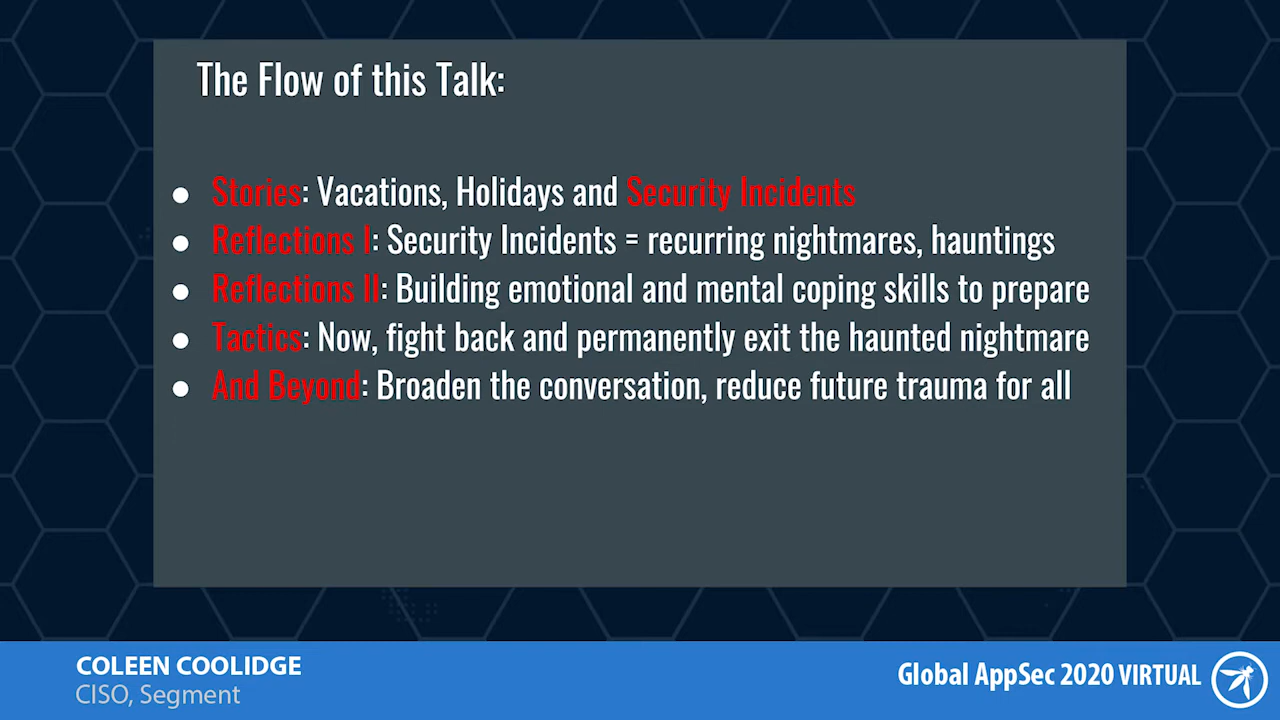 The Flow of this Talk:
● Stories: Vacations, Holidays and Security Incidents
● Reflections I: Security Incidents = recurring nightmares, hauntings
● Reflections II: Building emotional and mental coping skills to prepare
● Tactics: Now, fight back and permanently exit the haunted nightmare
● And Beyond: Broaden the conversation, reduce future trauma for all
COLEEN COOLIDGE
CISO, Segment
Global AppSec 2020 VIRTUAL